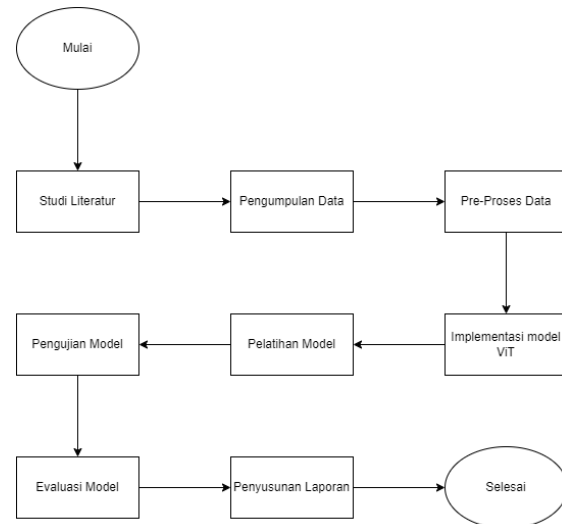 Mulai
Studi Literatur
Pengumpulan Data
Pre-Proses Data
Implementasi model
ViT
Pelatihan Model
Pengujian Model
Evaluasi Model
Penyusunan Laporan
Selesai